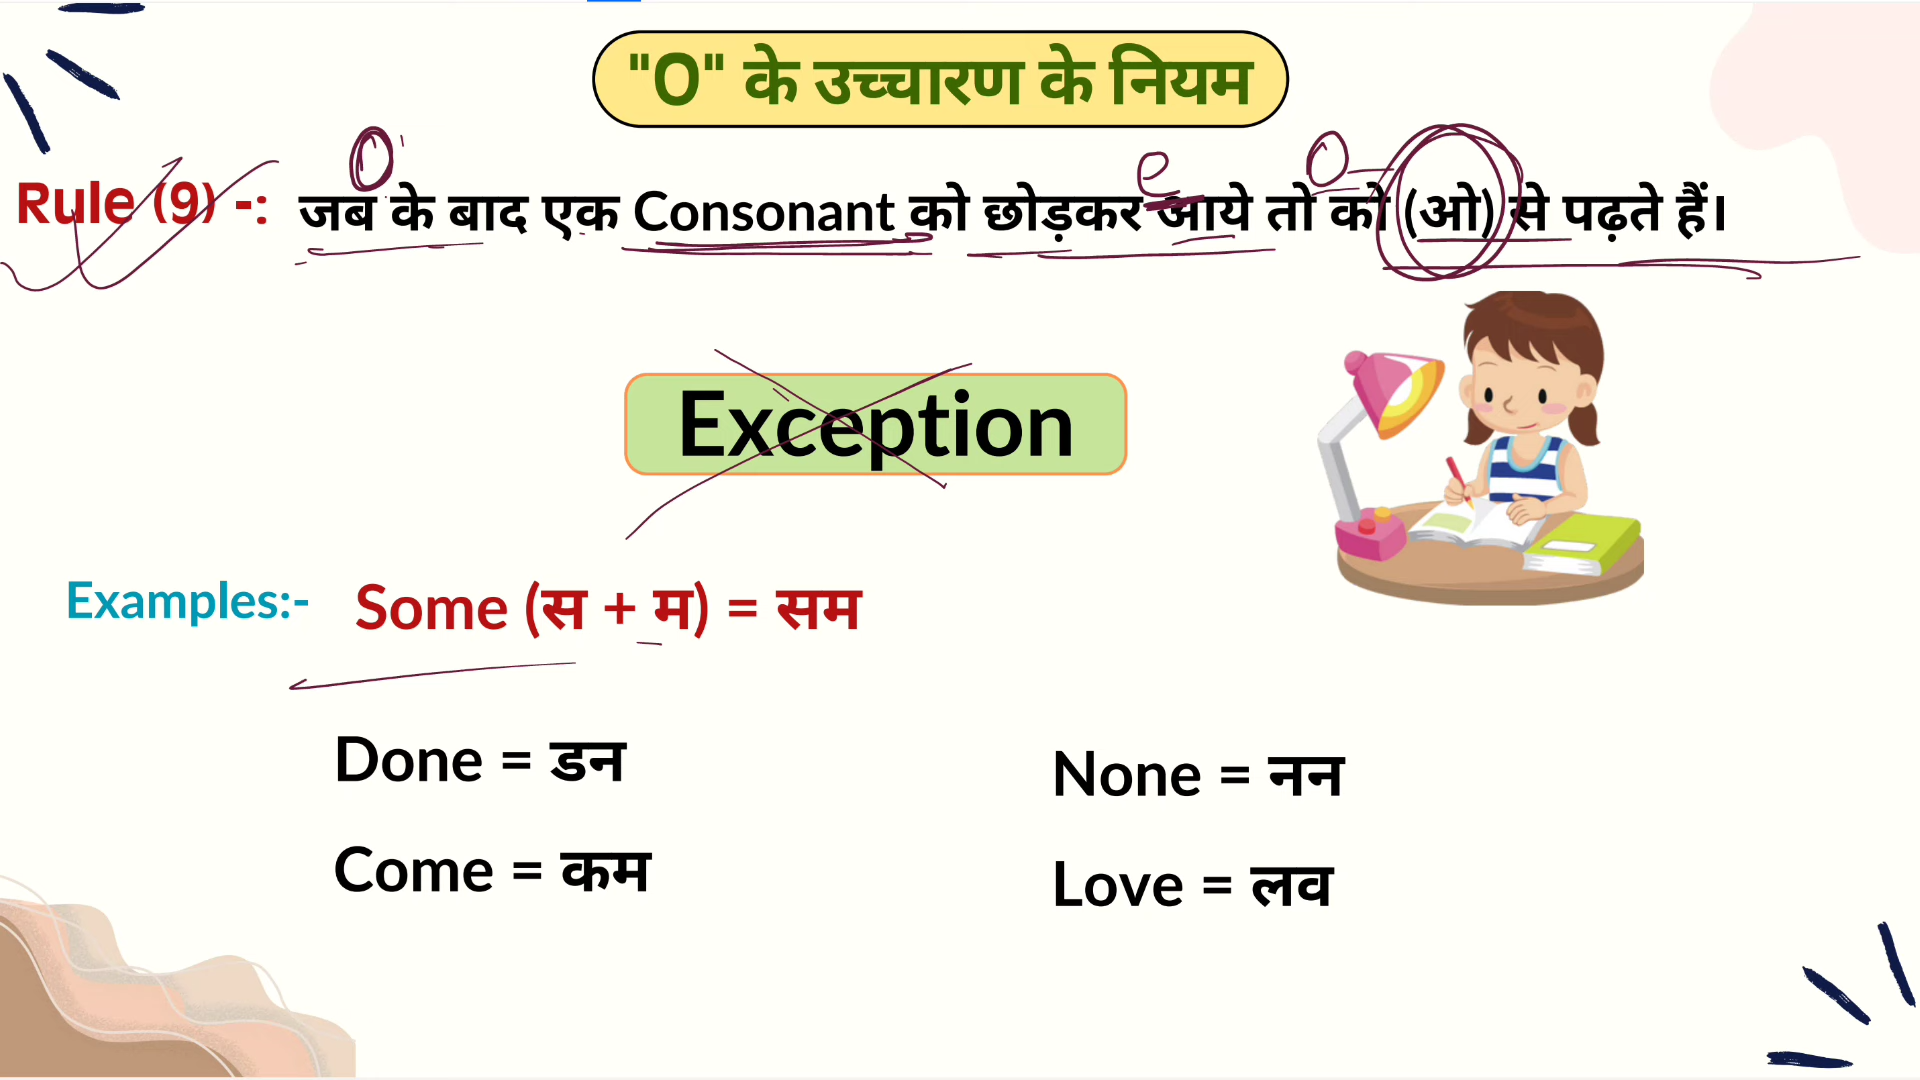 "O" के उच्चारण के नियम
O e O
Rule (9) -: जब के बाद एक Consonant को छोड़कर आये तो को (ओ) से पढ़ते हैं।
Exception
Examples:- Some (स + म) = सम
Done = डन None = नन
Come = कम Love = लव